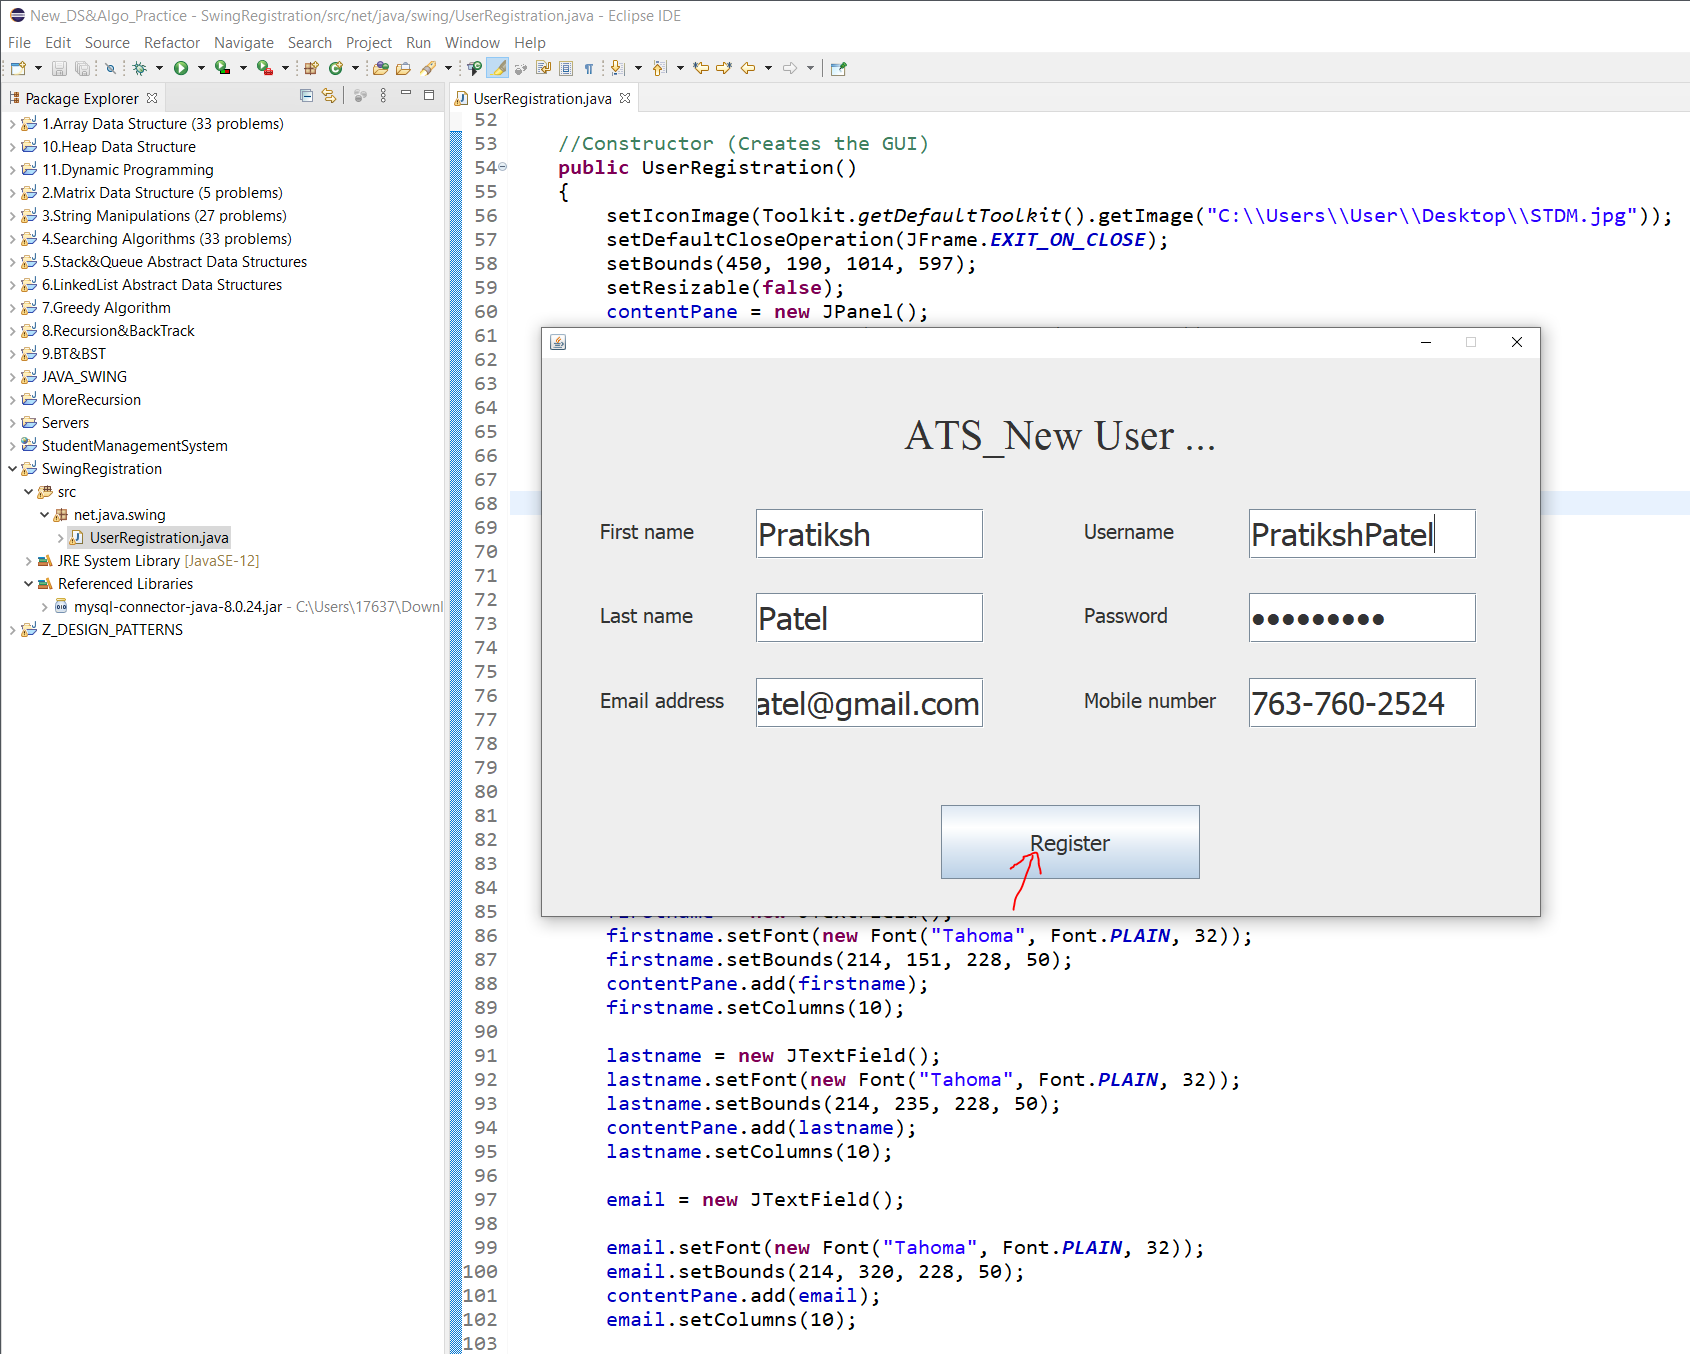 New_DS&Algo_Practice - SwingRegistration/src/net/java/swing/UserRegistration.java - Eclipse IDE
File Edit Source Refactor Navigate Search Project Run Window Help
Package Explorer
1.Array Data Structure (33 problems)
10.Heap Data Structure
11.Dynamic Programming
2.Matrix Data Structure (5 problems)
3.String Manipulations (27 problems)
4.Searching Algorithms (33 problems)
5.Stack&Queue Abstract Data Structures
6.LinkedList Abstract Data Structures
7.Greedy Algorithm
8.Recursion&BackTrack
9.BT&BST
JAVA_SWING
MoreRecursion
Servers
StudentManagementSystem
SwingRegistration
src
net.java.swing
UserRegistration.java
JRE System Library [JavaSE-12]
Referenced Libraries
mysql-connector-java-8.0.24.jar - C:\Users\17637\Downl
Z_DESIGN_PATTERNS
UserRegistration.java
52
53 //Constructor (Creates the GUI)
54 public UserRegistration()
55 {
56 setIconImage(Toolkit.getDefaultToolkit().getImage("C:\\Users\\User\\Desktop\\STDM.jpg"));
57 setDefaultCloseOperation(JFrame.EXIT_ON_CLOSE);
58 setBounds(450, 190, 1014, 597);
59 setResizable(false);
60 contentPane = new JPanel();
61
62
63
64
65
66
67
68
69
70
71
72
73
74
75
76
77
78
79
80
81
82
83
84
85
86 firstname.setFont(new Font("Tahoma", Font.PLAIN, 32));
87 firstname.setBounds(214, 151, 228, 50);
88 contentPane.add(firstname);
89 firstname.setColumns(10);
90
91 lastname = new JTextField();
92 lastname.setFont(new Font("Tahoma", Font.PLAIN, 32));
93 lastname.setBounds(214, 235, 228, 50);
94 contentPane.add(lastname);
95 lastname.setColumns(10);
96
97 email = new JTextField();
98
99 email.setFont(new Font("Tahoma", Font.PLAIN, 32));
100 email.setBounds(214, 320, 228, 50);
101 contentPane.add(email);
102 email.setColumns(10);
103
ATS_New User ...
First name Pratiksh Username PratikshPatel
Last name Patel Password •••••••••
Email address atel@gmail.com Mobile number 763-760-2524
Register